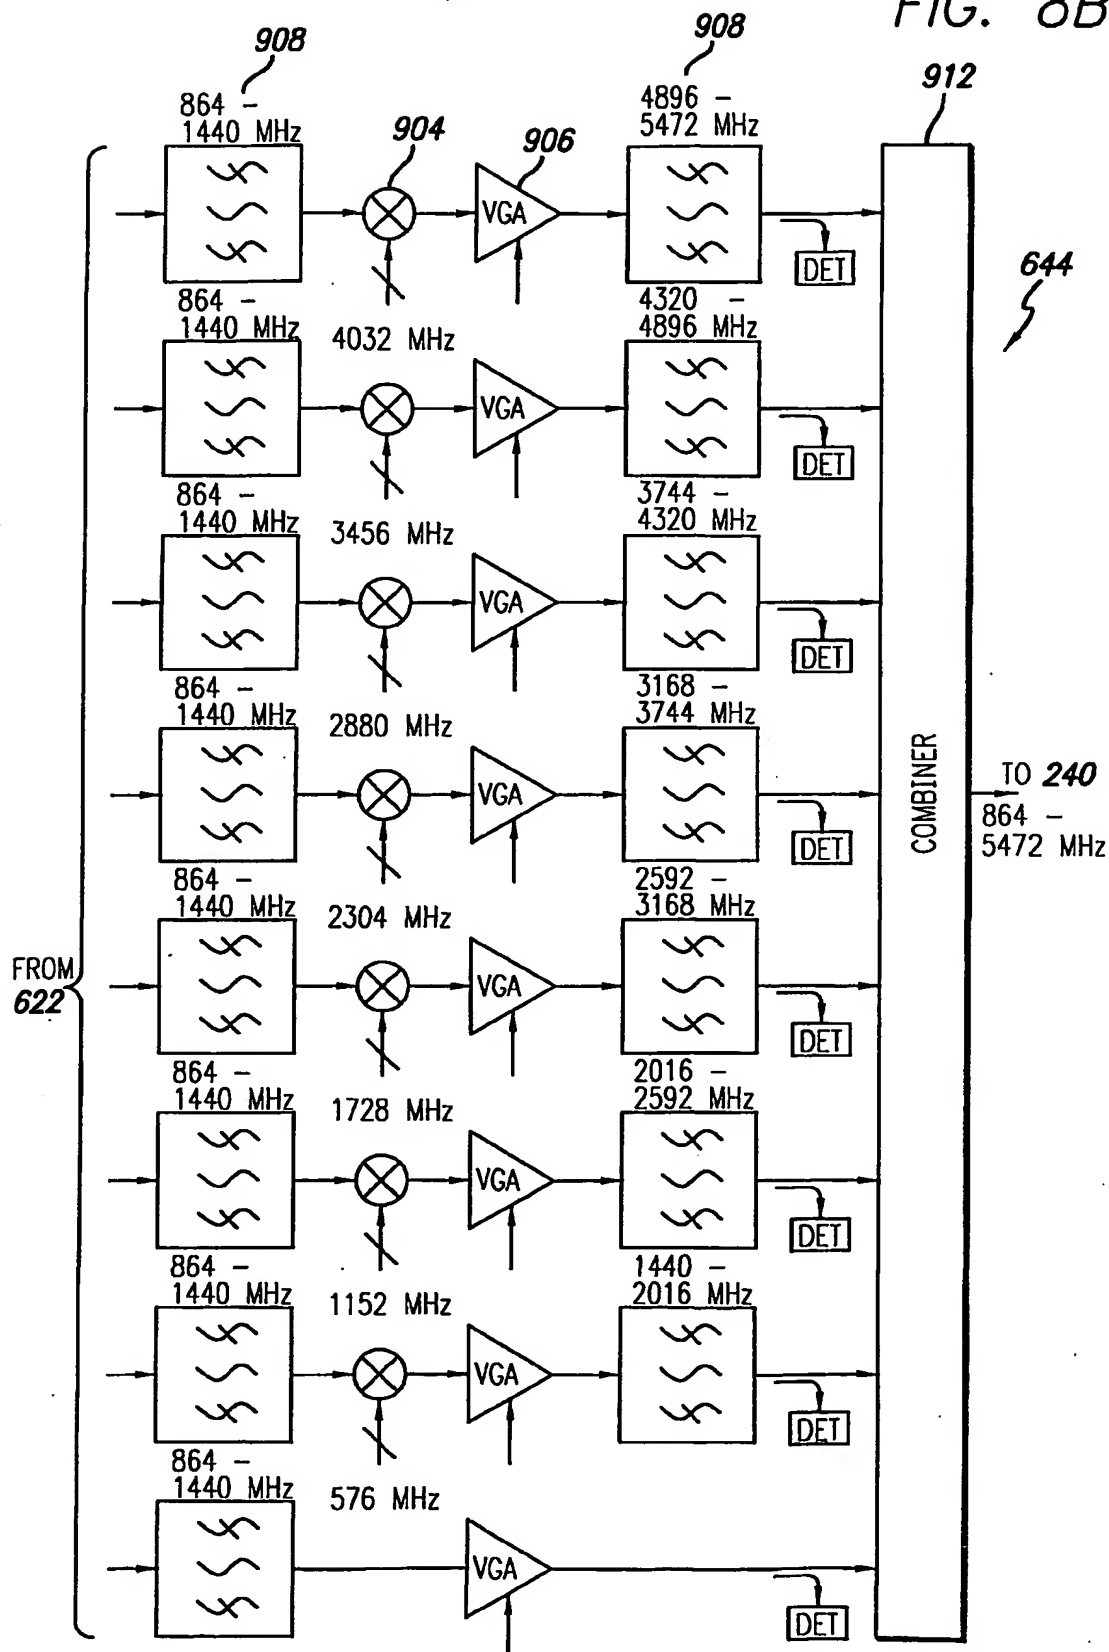 FIG. 8B
908
908
912
864 -
1440 MHz
904
906
4896 -
5472 MHz
VGA
DET
644
864 -
1440 MHz
4032 MHz
4320 -
4896 MHz
VGA
DET
864 -
1440 MHz
3456 MHz
3744 -
4320 MHz
VGA
DET
864 -
1440 MHz
2880 MHz
3168 -
3744 MHz
VGA
DET
COMBINER
TO 240
864 -
5472 MHz
864 -
1440 MHz
2304 MHz
2592 -
3168 MHz
FROM
622
VGA
DET
864 -
1440 MHz
1728 MHz
2016 -
2592 MHz
VGA
DET
864 -
1440 MHz
1152 MHz
1440 -
2016 MHz
VGA
DET
864 -
1440 MHz
576 MHz
VGA
DET